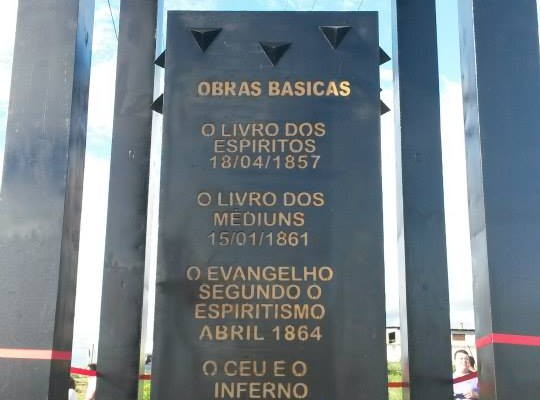 OBRAS BASICAS
O LIVRO DOS
ESPIRITOS
18/04/1857
O LIVRO DOS
MÉDIUNS
15/01/1861
O EVANGELHO
SEGUNDO O
ESPIRITISMO
ABRIL 1864
O CEU E O
INFERNO